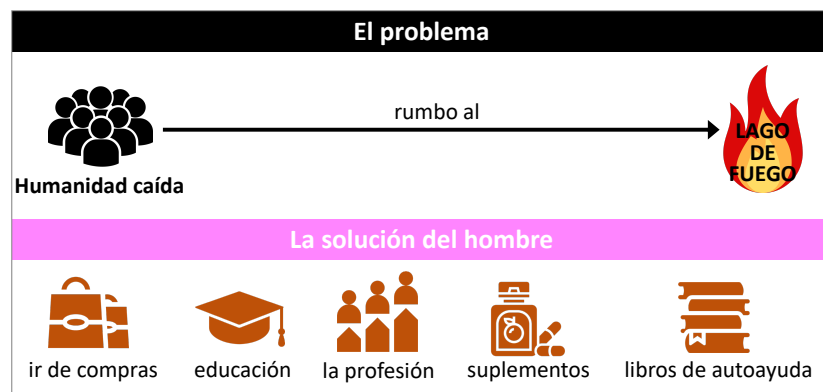 El problema
rumbo al
LAGO
DE
FUEGO
Humanidad caída
La solución del hombre
ir de compras
educación
la profesión
suplementos
libros de autoayuda